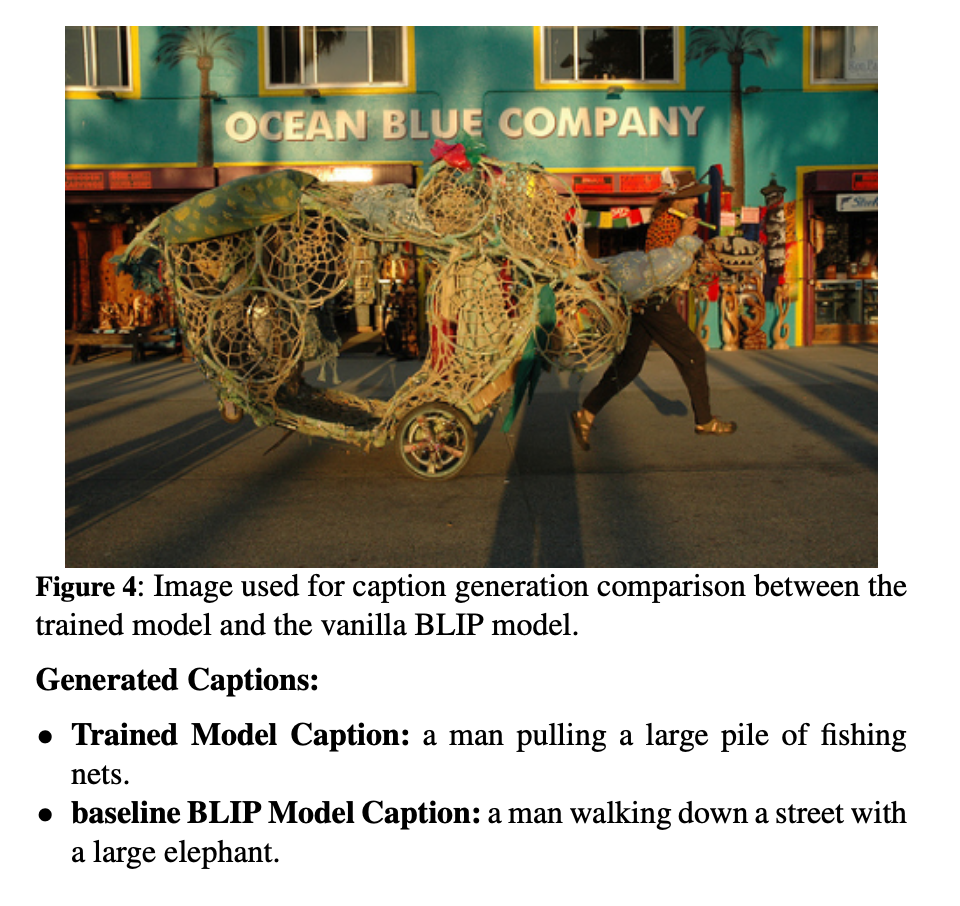 OCEAN BLUE COMPANY
Figure 4: Image used for caption generation comparison between the
trained model and the vanilla BLIP model.
Generated Captions:
● Trained Model Caption: a man pulling a large pile of fishing
nets.
● baseline BLIP Model Caption: a man walking down a street with
a large elephant.